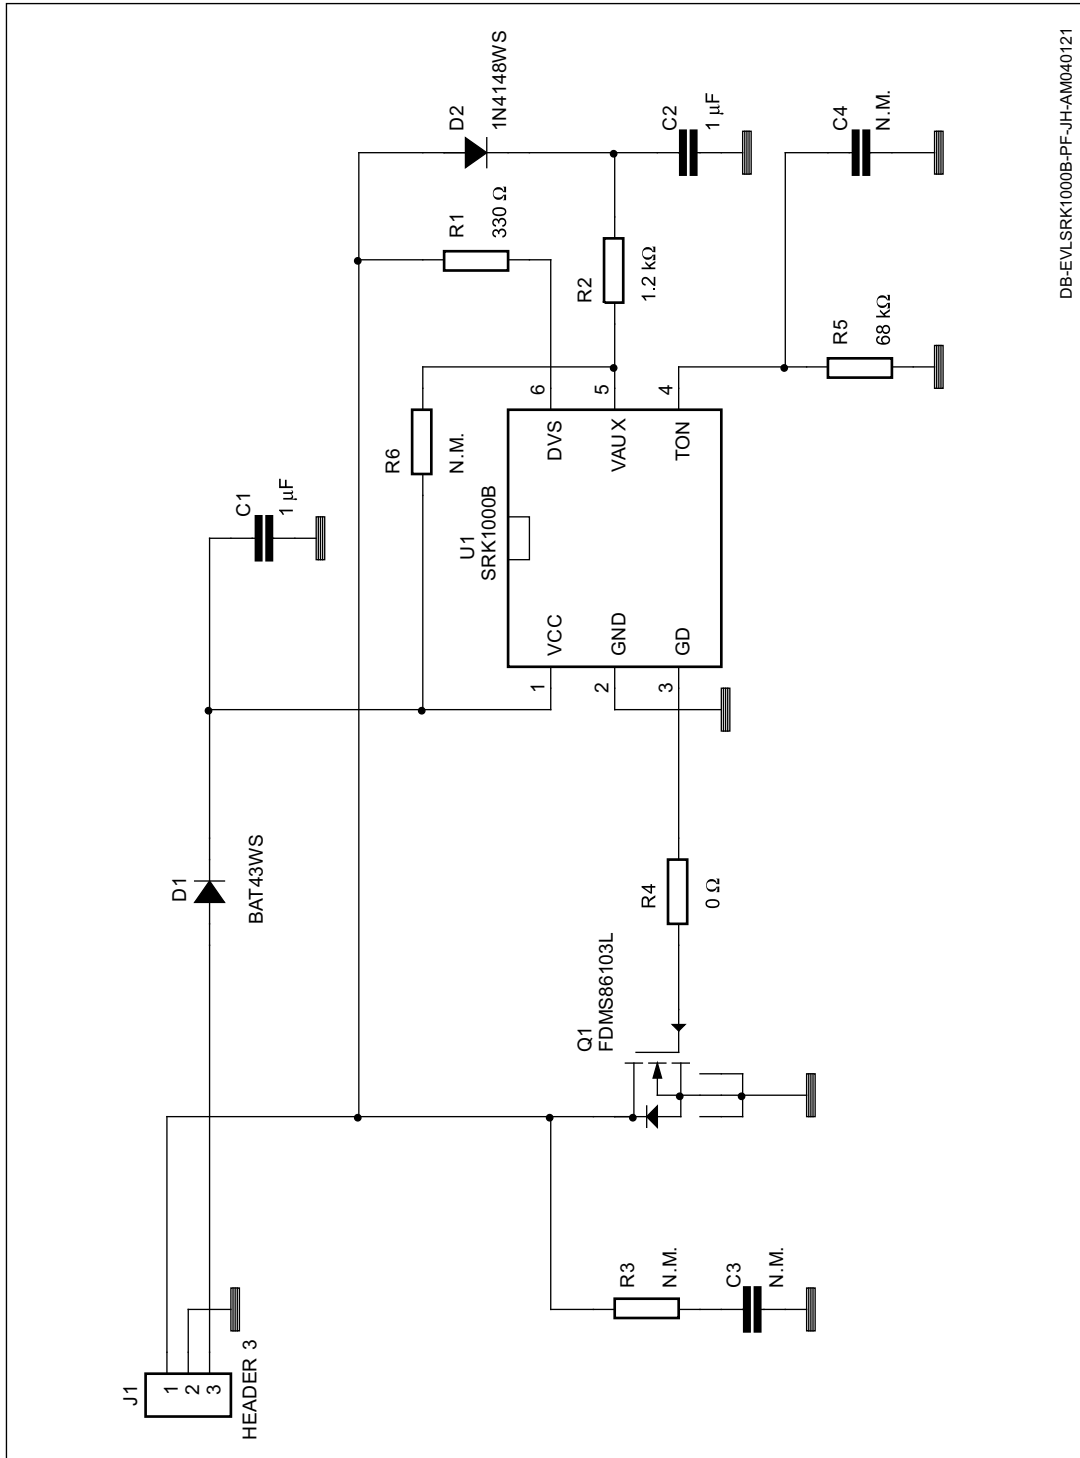 J1
1
2
3
HEADER 3
D1
BAT43WS
C1
1 µF
R3
N.M.
C3
N.M.
Q1
FDMS86103L
R4
0 Ω
R6
N.M.
U1
SRK1000B
1
2
3
VCC
GND
GD
DVS
VAUX
TON
6
5
4
D2
1N4148WS
R1
330 Ω
R2
1.2 kΩ
C2
1 µF
C4
N.M.
R5
68 kΩ
DB-EVLSRK1000B-PF-JH-AM040121